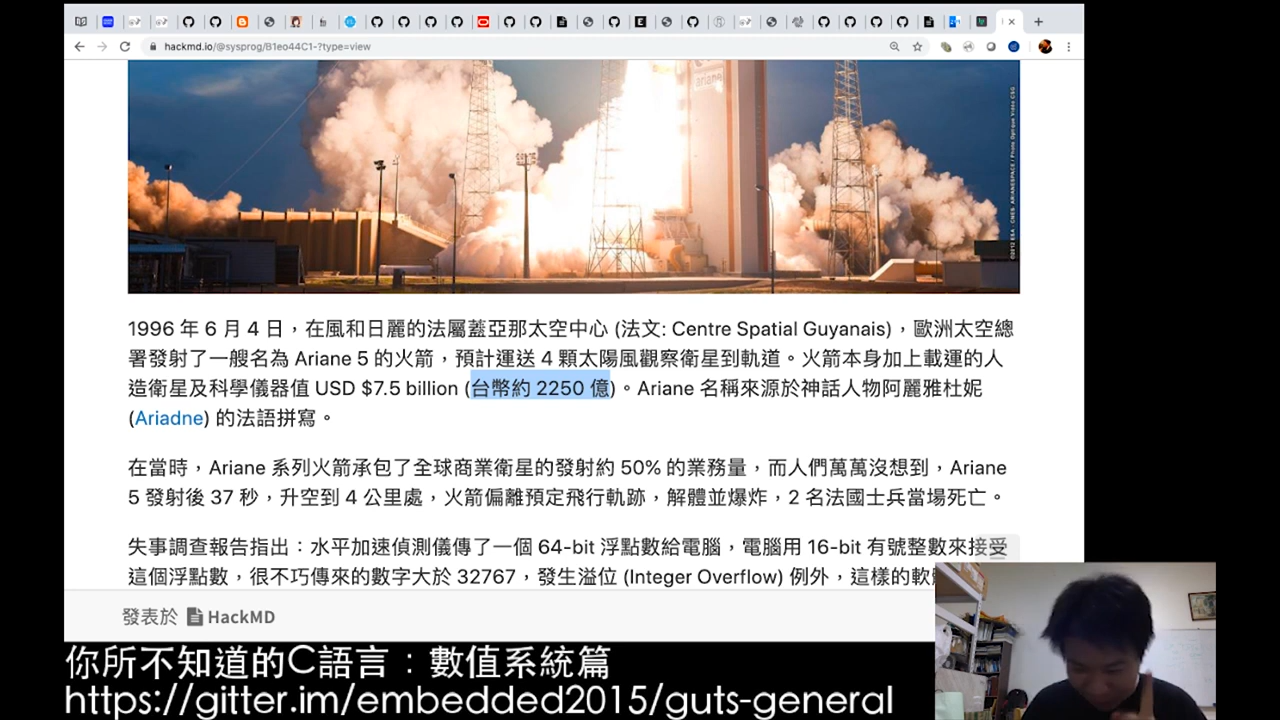 hackmd.io/@sysprog/B1eo44C1-?type=view
ariane
©2012 ESA - CNES - ARIANESPACE / Photo Optique Vidéo CSG
1996 年 6 月 4 日，在風和日麗的法屬蓋亞那太空中心 (法文: Centre Spatial Guyanais)，歐洲太空總
署發射了一艘名為 Ariane 5 的火箭，預計運送 4 顆太陽風觀察衛星到軌道。火箭本身加上載運的人
造衛星及科學儀器值 USD $7.5 billion (台幣約 2250 億)。Ariane 名稱來源於神話人物阿麗雅杜妮
(Ariadne) 的法語拼寫。
在當時，Ariane 系列火箭承包了全球商業衛星的發射約 50% 的業務量，而人們萬萬沒想到，Ariane
5 發射後 37 秒，升空到 4 公里處，火箭偏離預定飛行軌跡，解體並爆炸，2 名法國士兵當場死亡。
失事調查報告指出：水平加速偵測儀傳了一個 64-bit 浮點數給電腦，電腦用 16-bit 有號整數來接受
這個浮點數，很不巧傳來的數字大於 32767，發生溢位 (Integer Overflow) 例外，這樣的軟
發表於 HackMD
你所不知道的C語言：數值系統篇
https://gitter.im/embedded2015/guts-general